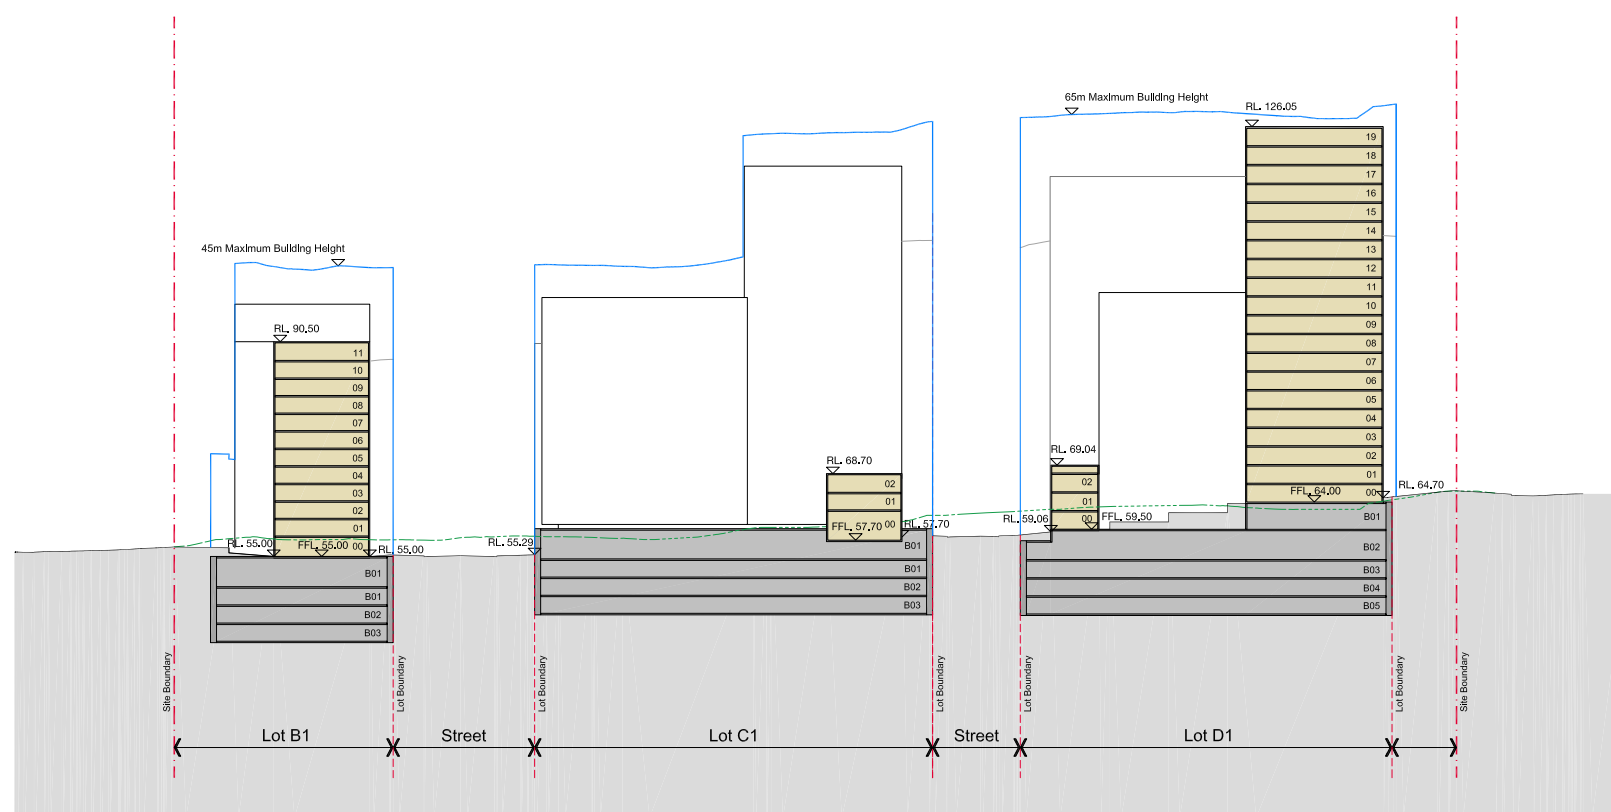 65m Maximum Building Height
RL. 126.05
45m Maximum Building Height
RL. 90.50
11
10
09
08
07
06
05
04
03
02
01
00
RL. 55.00
FFL. 55.00
RL. 55.00
B01
B01
B02
B03
RL. 55.29
RL. 68.70
02
01
00
FFL. 57.70
RL. 57.70
B01
B01
B02
B03
RL. 69.04
02
01
00
RL. 59.06
FFL. 59.50
19
18
17
16
15
14
13
12
11
10
09
08
07
06
05
04
03
02
01
00
FFL. 64.00
RL. 64.70
B01
B02
B03
B04
B05
Site Boundary
Lot Boundary
Lot Boundary
Lot Boundary
Lot Boundary
Lot Boundary
Site Boundary
Lot B1
Street
Lot C1
Street
Lot D1